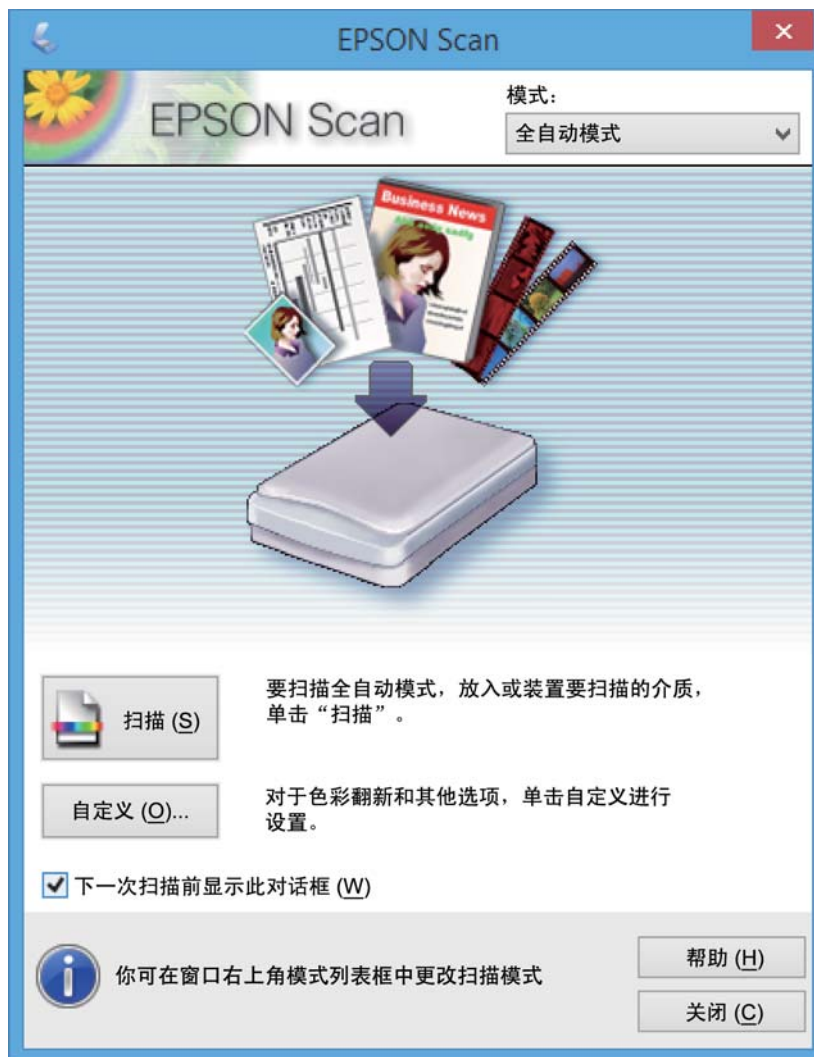 EPSON Scan
EPSON Scan
模式:
全自动模式
Business News
扫描 (S)
要扫描全自动模式，放入或装置要扫描的介质，
单击“扫描”。
自定义 (O)...
对于色彩翻新和其他选项，单击自定义进行
设置。
下一次扫描前显示此对话框 (W)
你可在窗口右上角模式列表框中更改扫描模式
帮助 (H)
关闭 (C)